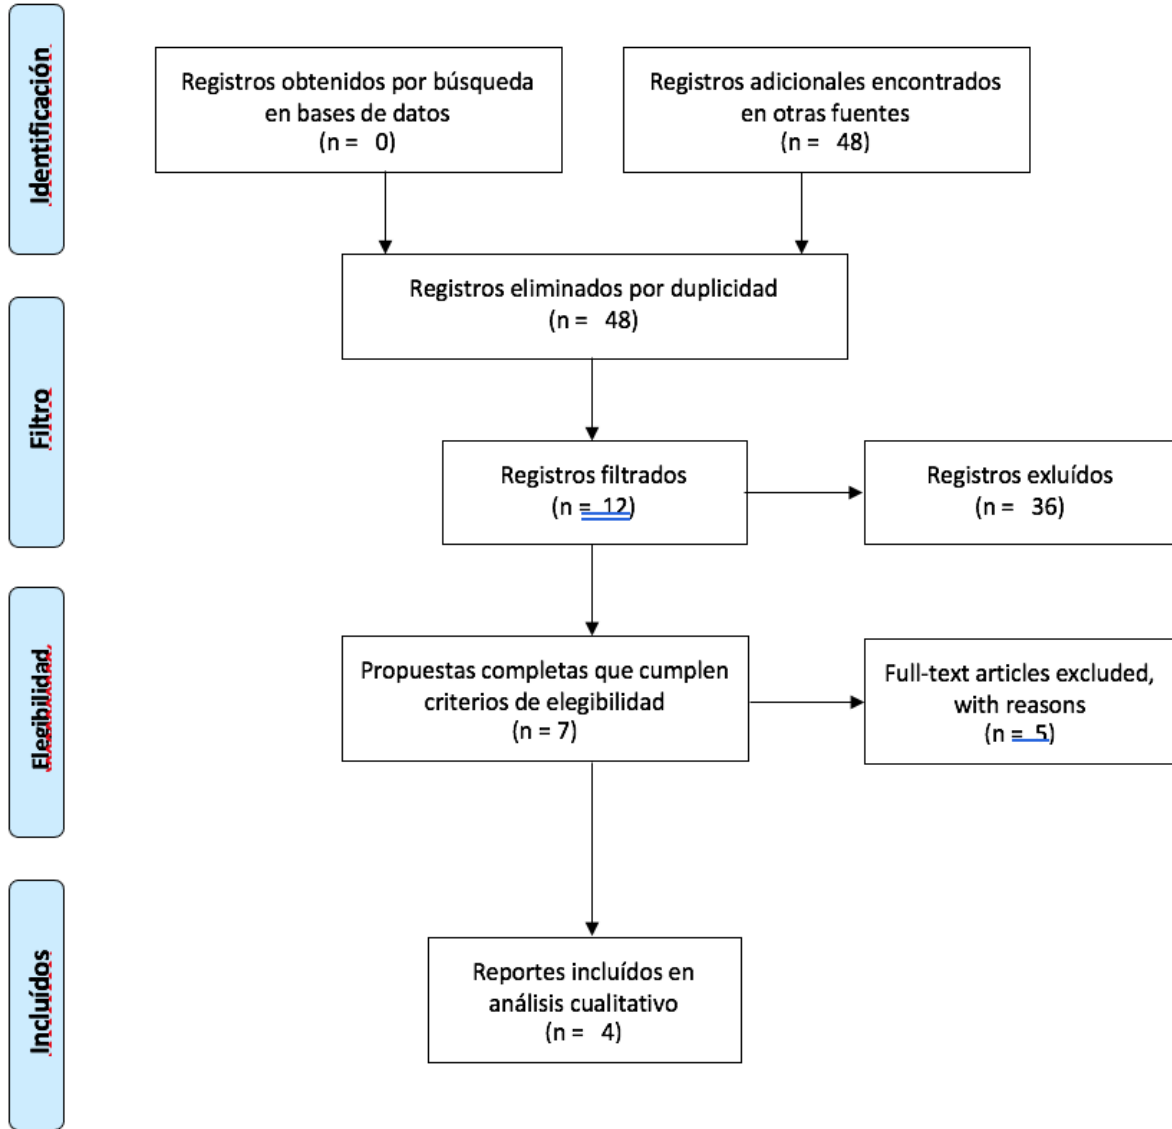 Identificación
Registros obtenidos por búsqueda
en bases de datos
(n =   0)
Registros adicionales encontrados
en otras fuentes
(n =   48)
Registros eliminados por duplicidad
(n =   48)
Filtro
Registros filtrados
(n =  12)
Registros exluídos
(n =   36)
Elegibilidad
Propuestas completas que cumplen
criterios de elegibilidad
(n = 7)
Full-text articles excluded,
with reasons
(n =  5)
Incluídos
Reportes incluídos en
análisis cualitativo
(n =   4)